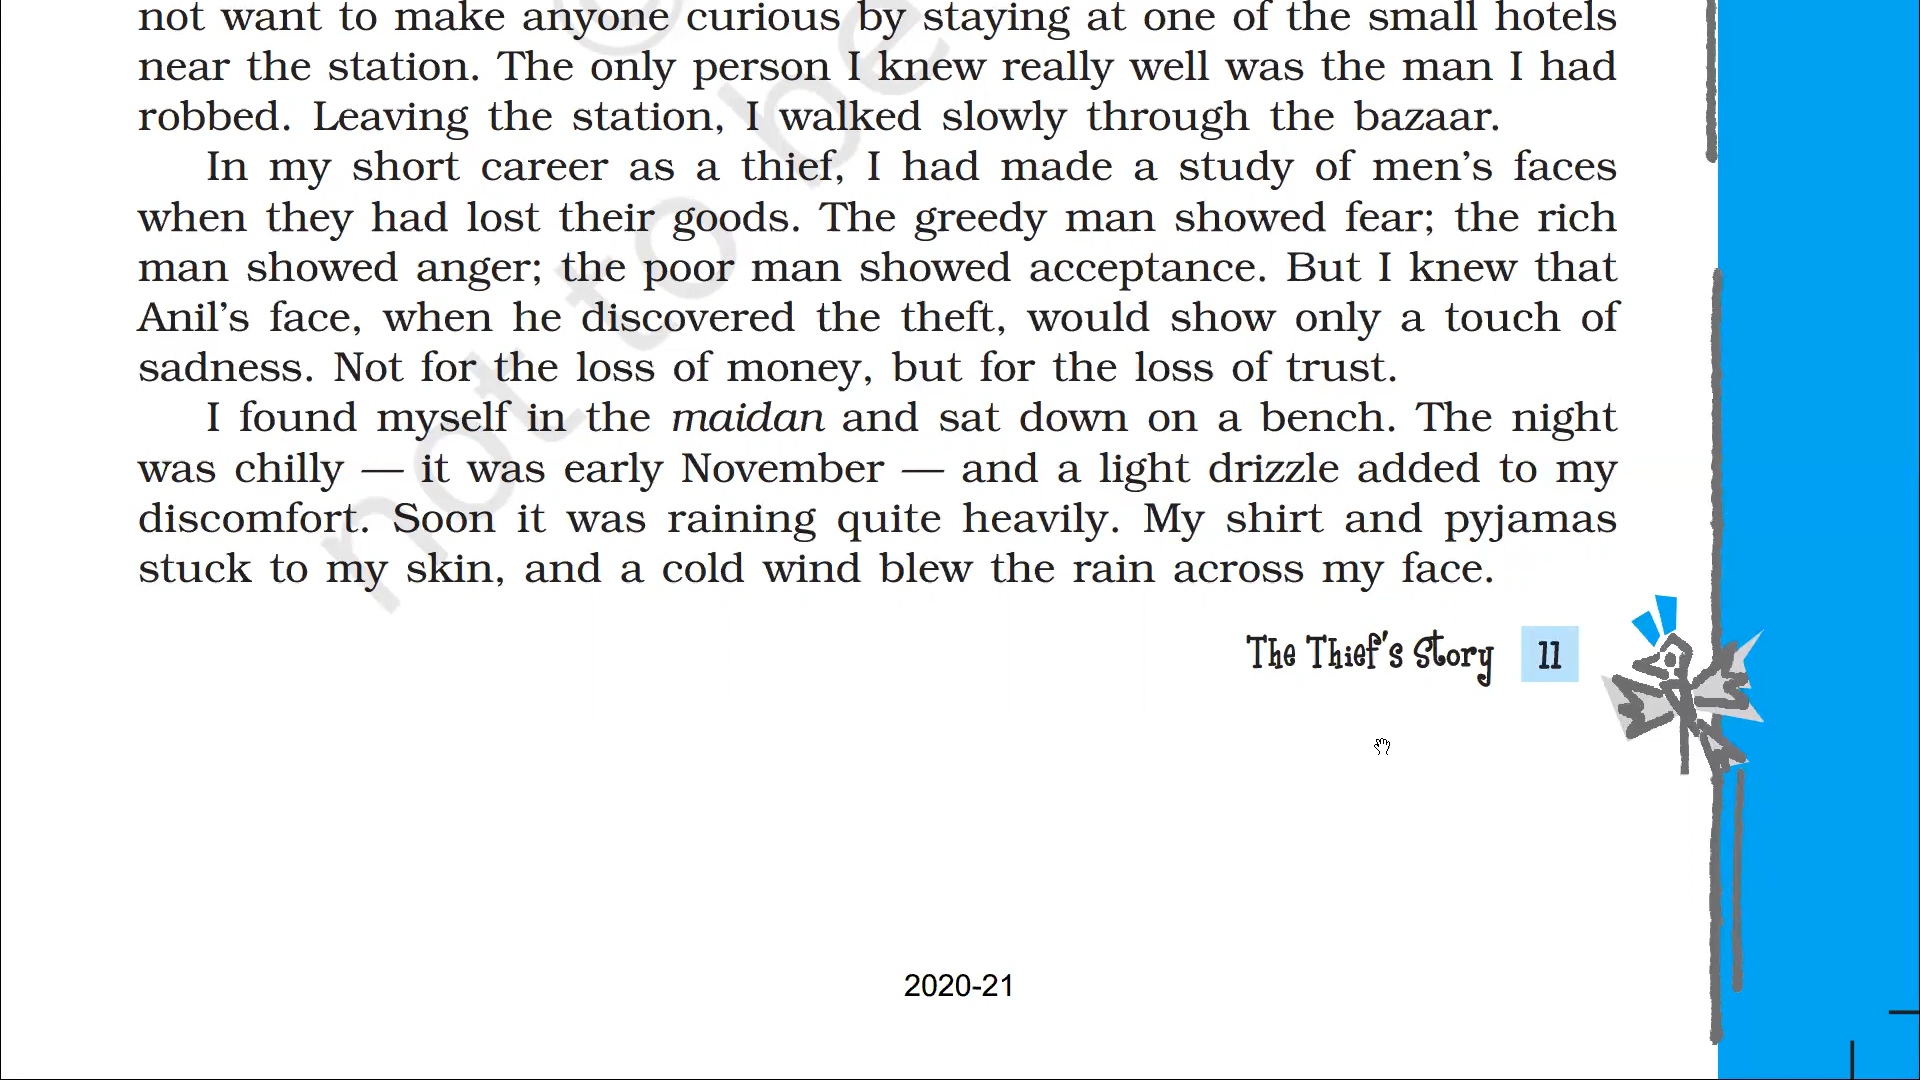 not want to make anyone curious by staying at one of the small hotels
near the station. The only person I knew really well was the man I had
robbed. Leaving the station, I walked slowly through the bazaar.
In my short career as a thief, I had made a study of men’s faces
when they had lost their goods. The greedy man showed fear; the rich
man showed anger; the poor man showed acceptance. But I knew that
Anil’s face, when he discovered the theft, would show only a touch of
sadness. Not for the loss of money, but for the loss of trust.
I found myself in the maidan and sat down on a bench. The night
was chilly — it was early November — and a light drizzle added to my
discomfort. Soon it was raining quite heavily. My shirt and pyjamas
stuck to my skin, and a cold wind blew the rain across my face.
The Thief's Story 11
2020-21
© not to be